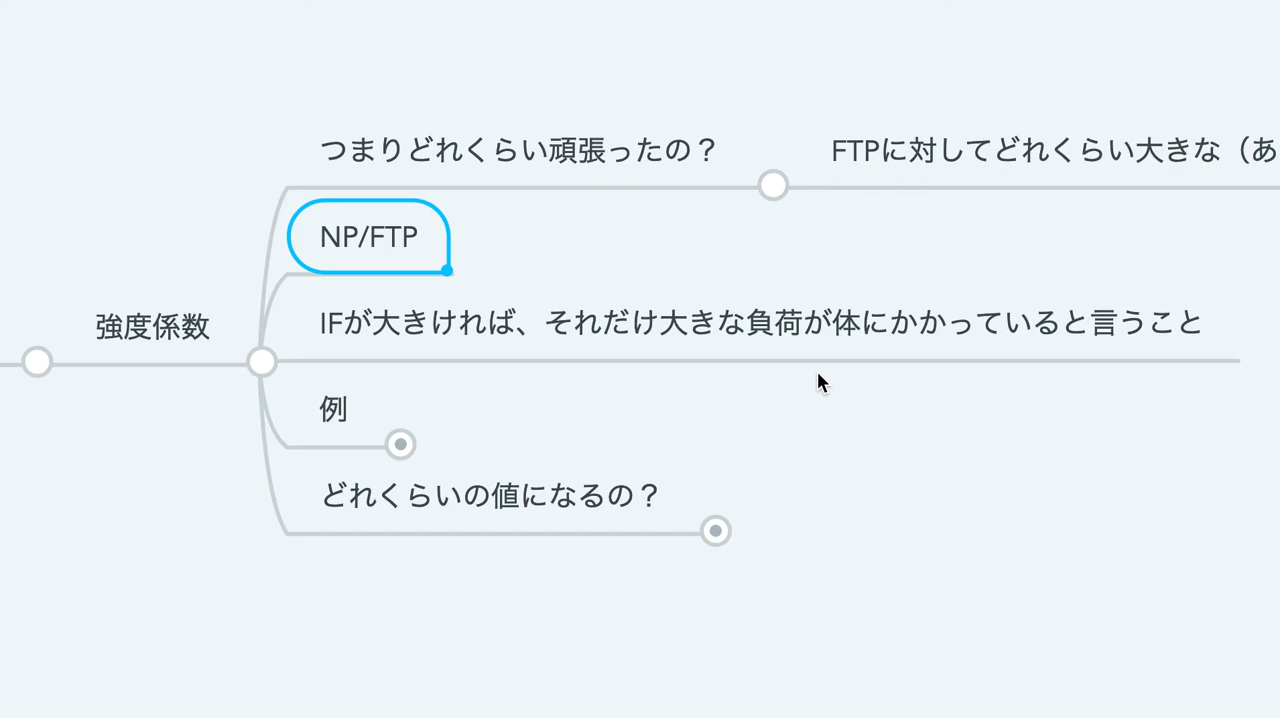 つまりどれくらい頑張ったの？
FTPに対してどれくらい大きな（あ
NP/FTP
強度係数
IFが大きければ、それだけ大きな負荷が体にかかっていると言うこと
例
どれくらいの値になるの？